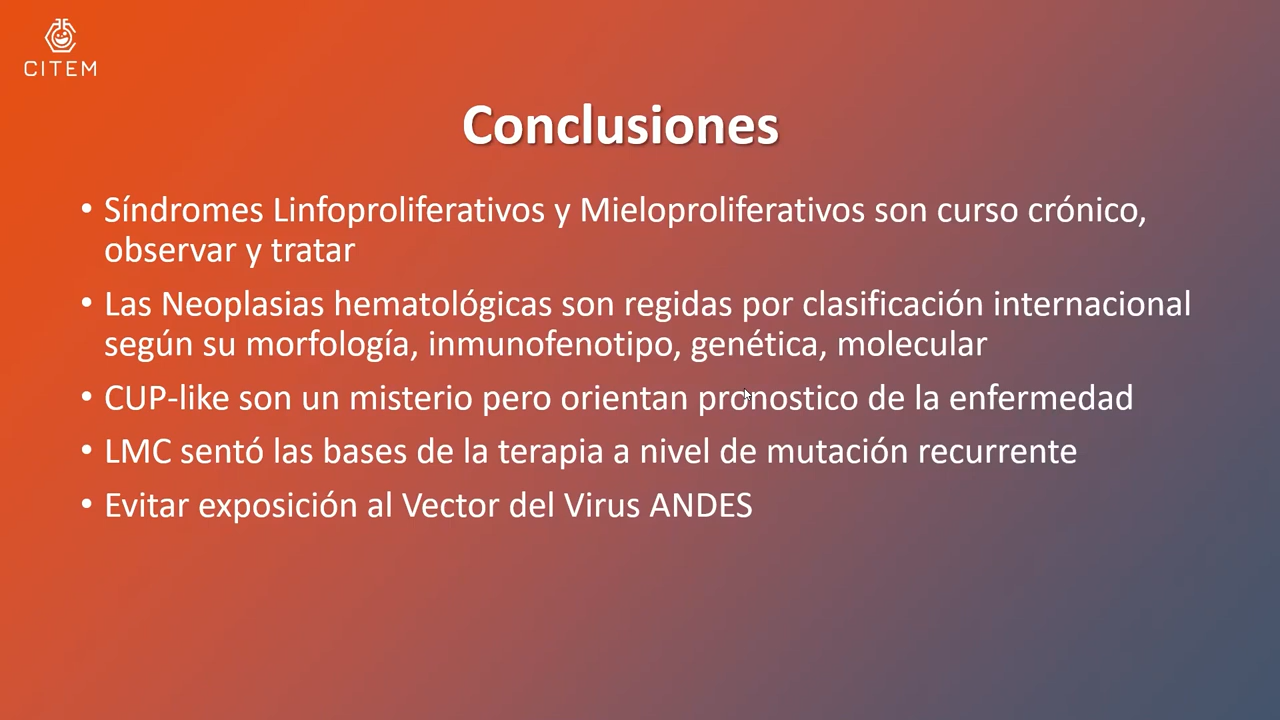 CITEM
Conclusiones
• Síndromes Linfoproliferativos y Mieloproliferativos son curso crónico,
observar y tratar
• Las Neoplasias hematológicas son regidas por clasificación internacional
según su morfología, inmunofenotipo, genética, molecular
• CUP-like son un misterio pero orientan pronostico de la enfermedad
• LMC sentó las bases de la terapia a nivel de mutación recurrente
• Evitar exposición al Vector del Virus ANDES